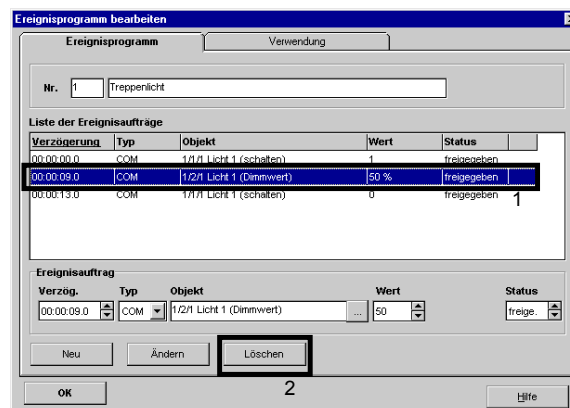 Ereignisprogramm bearbeiten
Ereignisprogramm Verwendung
Nr. 1 Treppenlicht
Liste der Ereignisaufträge
Verzögerung Typ Objekt Wert Status
00:00:00.0 COM 1/1/1 Licht 1 (schalten) 1 freigegeben
00:00:09.0 COM 1/2/1 Licht 1 (Dimmwert) 50 % freigegeben
00:00:13.0 COM 1/1/1 Licht 1 (schalten) 0 freigegeben
1
Ereignisauftrag
Verzög. Typ Objekt Wert Status
00:00:09.0 COM 1/2/1 Licht 1 (Dimmwert) ... 50 freige.
Neu Ändern Löschen
2
OK Hilfe